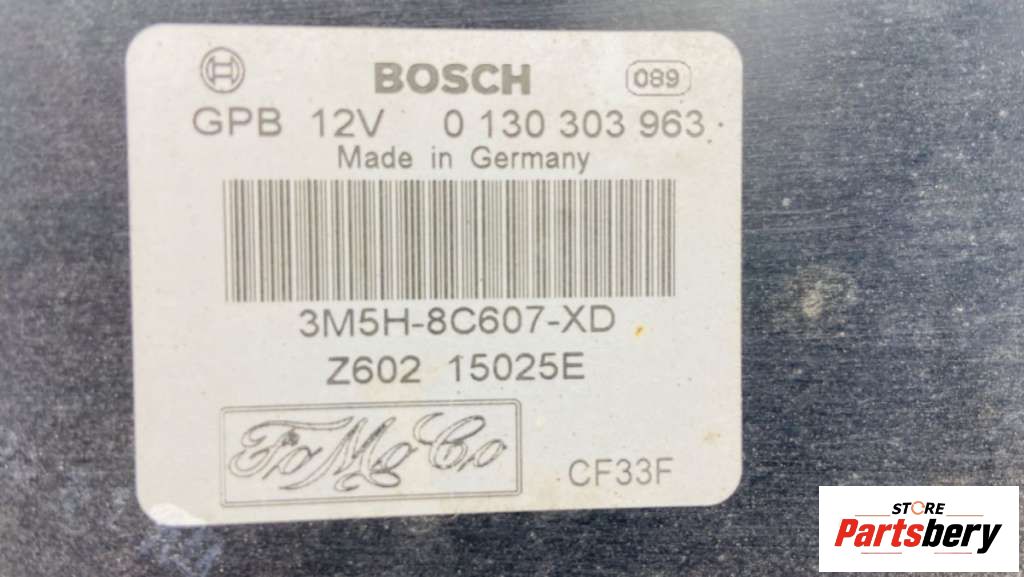 BOSCH 089
GPB 12V 0 130 303 963
Made in Germany
3M5H-8C607-XD
Z602 15025E
FoMoCo
CF33F
STORE
Partsbery